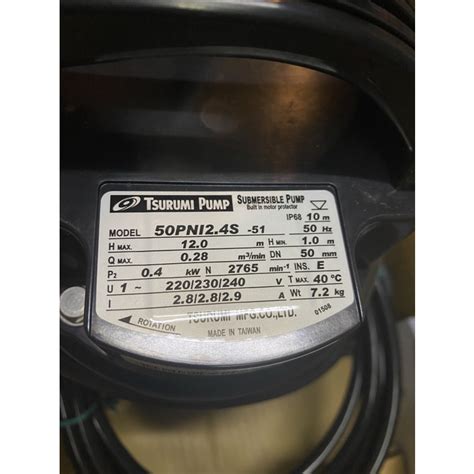 TSURUMI PUMP SUBMERSIBLE PUMP
Built in motor protector
IP68 10 m
MODEL 50PNI2.4S -51 50 Hz
H MAX. 12.0 m H MIN. 1.0 m
Q MAX. 0.28 m³/min DN 50 mm
P2 0.4 kW N 2765 min-1 INS. E
U 1~ 220/230/240 V T MAX 40 °C
I 2.8/2.8/2.9 A Wt 7.2 kg
ROTATION
TSURUMI MFG.CO.,LTD.
01506
MADE IN TAIWAN